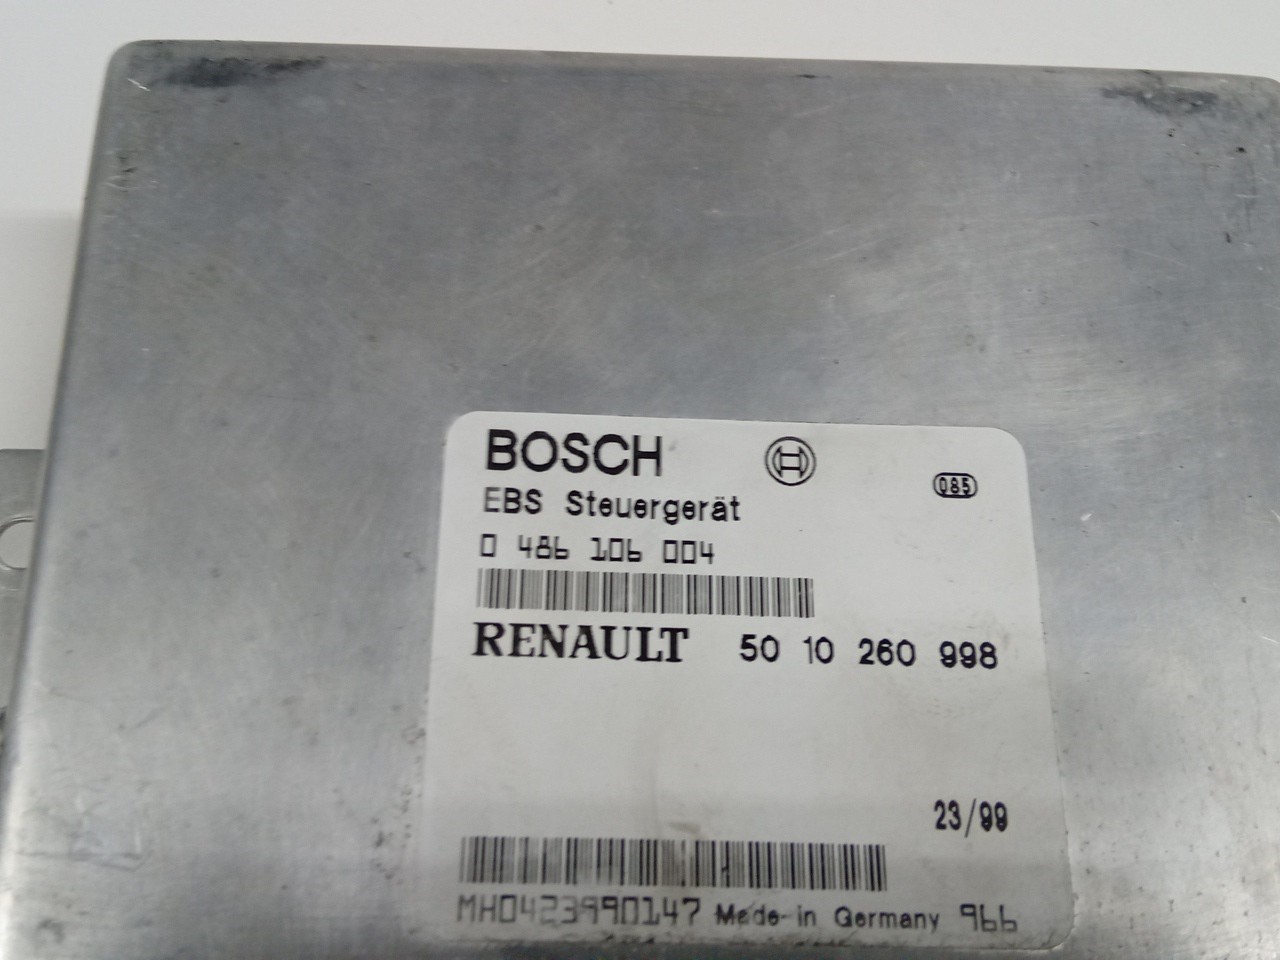 BOSCH
085
EBS Steuergerät
0 486 106 004
RENAULT 50 10 260 998
23/99
MH0423990147 Made in Germany 966